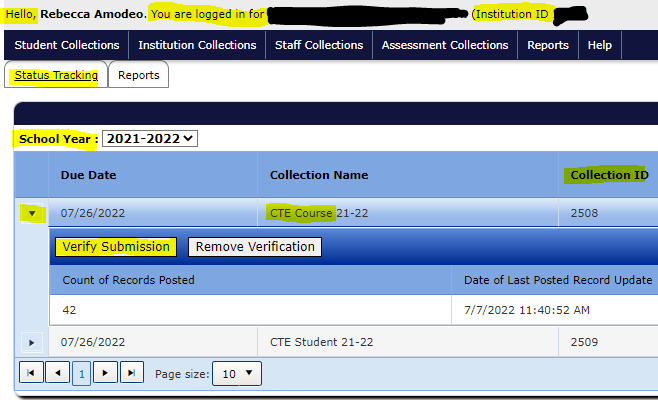 Hello, Rebecca Amodeo. You are logged in for (Institution ID
Student Collections Institution Collections Staff Collections Assessment Collections Reports Help
Status Tracking Reports
School Year : 2021-2022
Due Date Collection Name Collection ID
07/26/2022 CTE Course 21-22 2508
Verify Submission Remove Verification
Count of Records Posted Date of Last Posted Record Update
42 7/7/2022 11:40:52 AM
07/26/2022 CTE Student 21-22 2509
1 Page size: 10